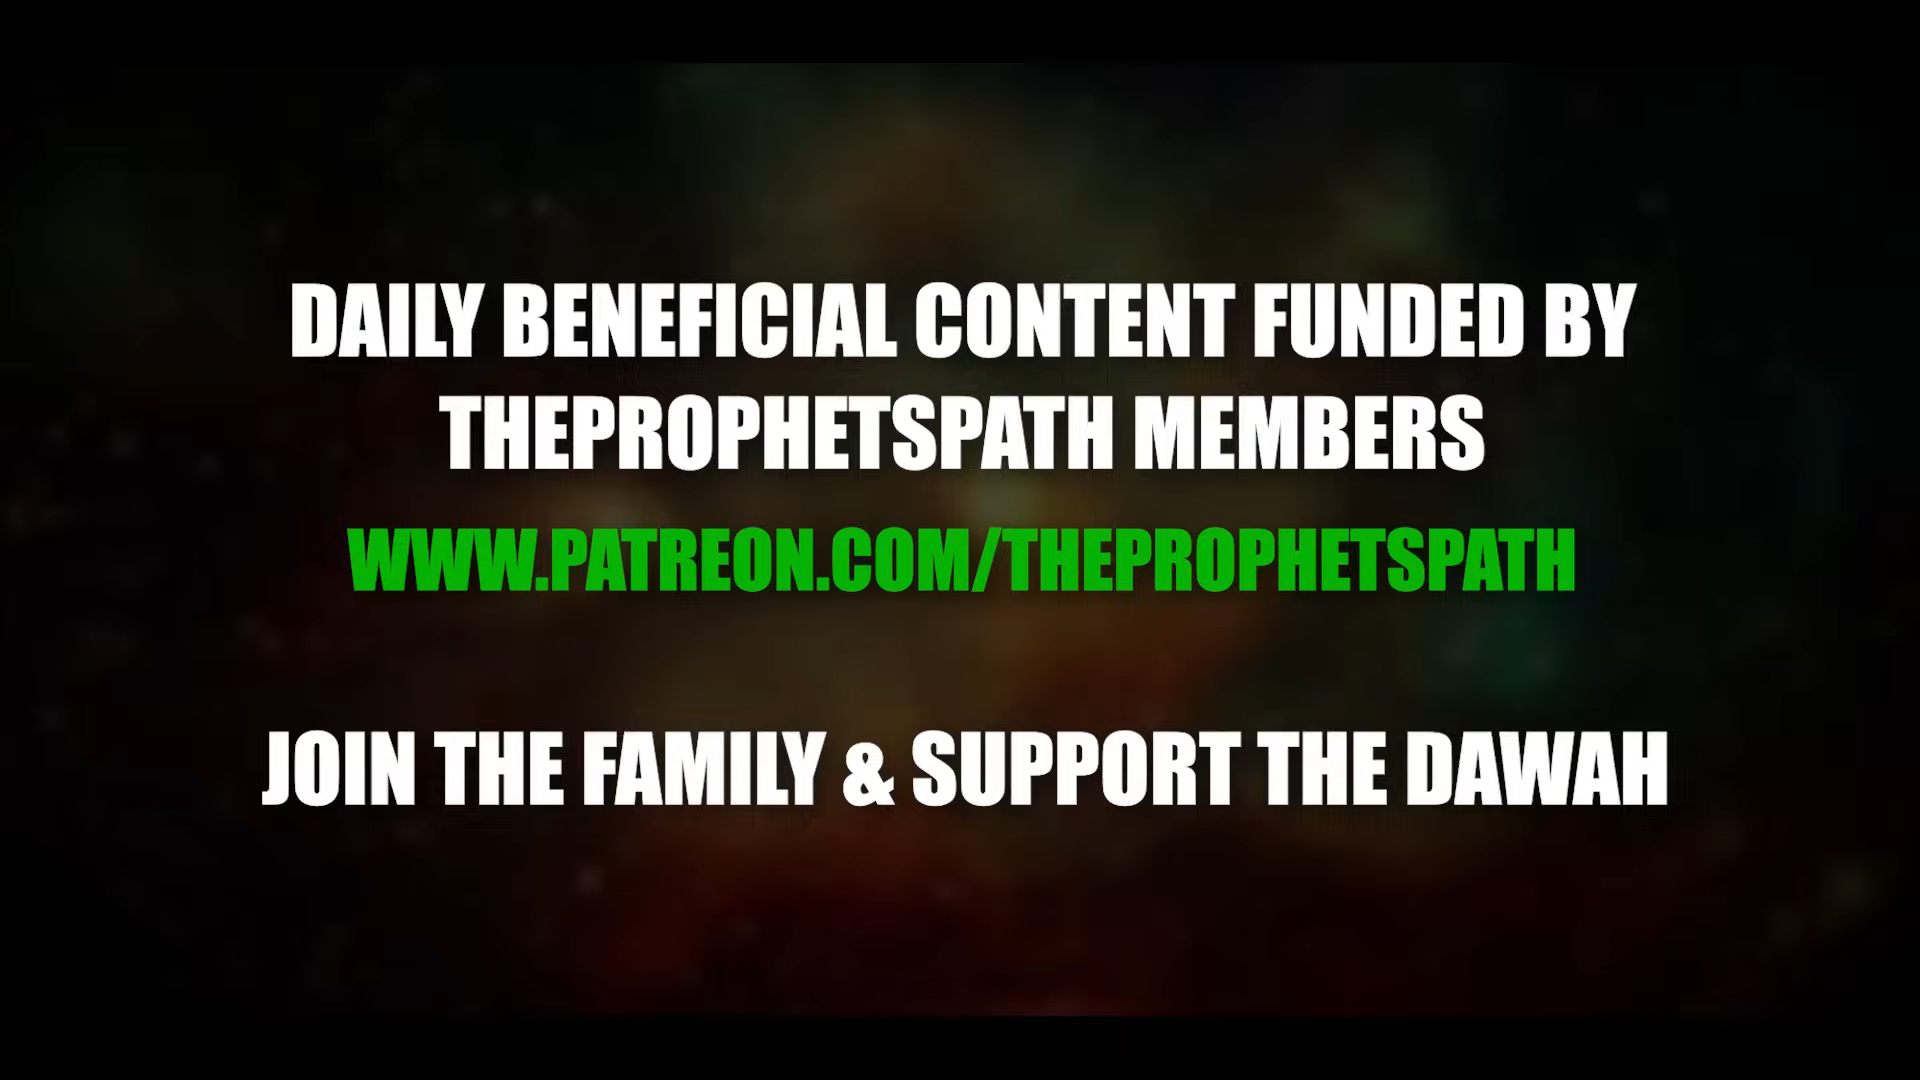 DAILY BENEFICIAL CONTENT FUNDED BY
THEPROPHETSPATH MEMBERS
WWW.PATREON.COM/THEPROPHETSPATH
JOIN THE FAMILY & SUPPORT THE DAWAH